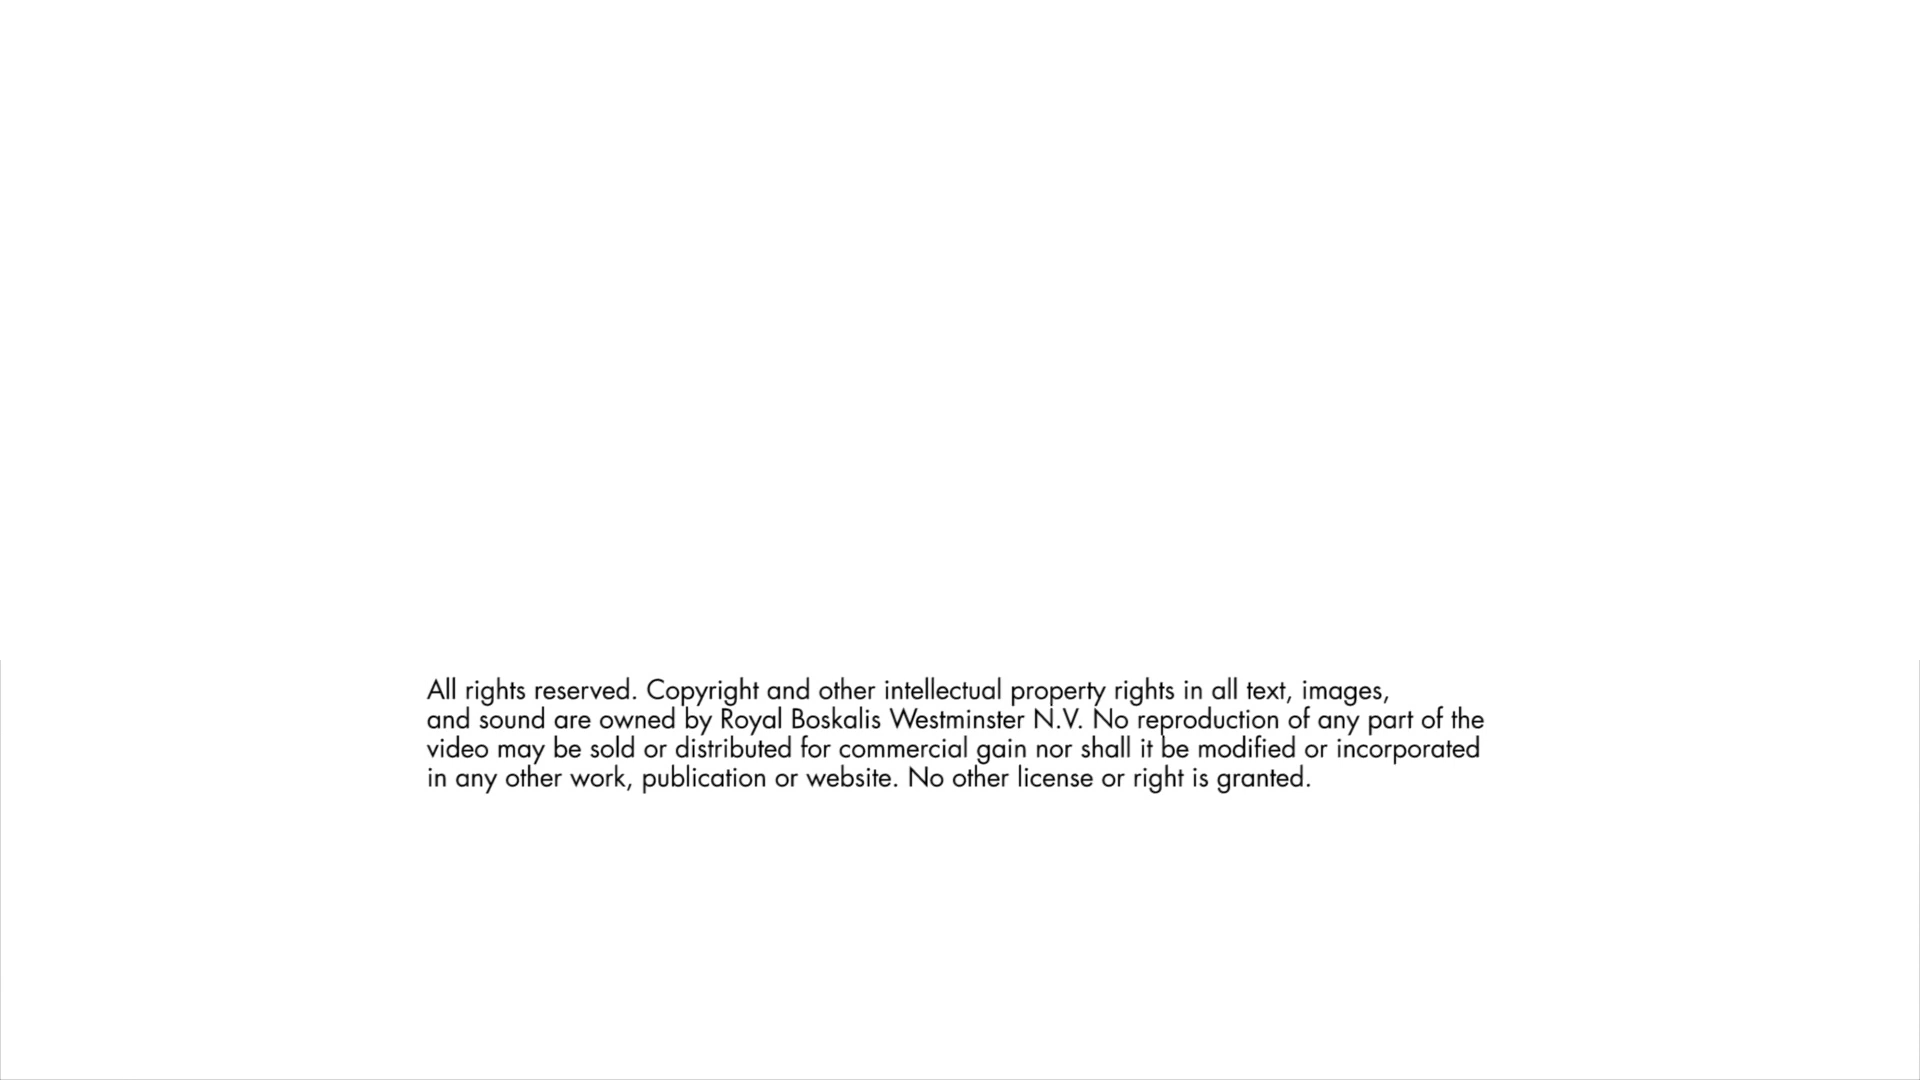 All rights reserved. Copyright and other intellectual property rights in all text, images,
and sound are owned by Royal Boskalis Westminster N.V. No reproduction of any part of the
video may be sold or distributed for commercial gain nor shall it be modified or incorporated
in any other work, publication or website. No other license or right is granted.